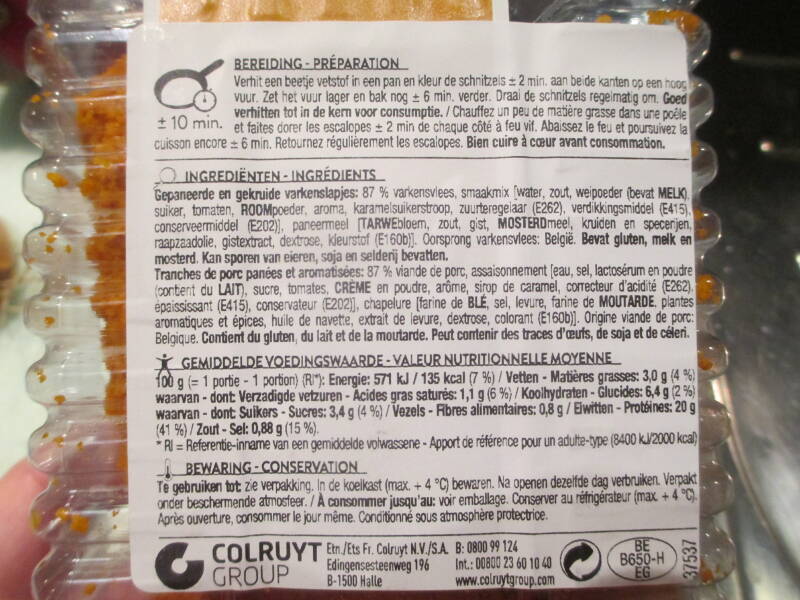 BEREIDING - PRÉPARATION
Verhit een beetje vetstof in een pan en kleur de schnitzels ± 2 min. aan beide kanten op een hoog
vuur. Zet het vuur lager en bak nog ± 6 min. verder. Draai de schnitzels regelmatig om. Goed
verhitten tot in de kern voor consumptie. / Chauffez un peu de matière grasse dans une poêle
± 10 min. et faites dorer les escalopes ± 2 min de chaque côté à feu vif. Abaissez le feu et poursuivez la
cuisson encore ± 6 min. Retournez régulièrement les escalopes. Bien cuire à cœur avant consommation.
INGREDIËNTEN - INGRÉDIENTS
Gepaneerde en gekruide varkenslapjes: 87 % varkensvlees, smaakmix [water, zout, weipoeder (bevat MELK),
suiker, tomaten, ROOMpoeder, aroma, karamelsuikerstroop, zuurteregelaar (E262), verdikkingsmiddel (E415),
conserveermiddel (E202)], paneermeel [TARWEbloem, zout, gist, MOSTERDmeel, kruiden en specerijen,
raapzaadolie, gistextract, dextrose, kleurstof (E160b)]. Oorsprong varkensvlees: België. Bevat gluten, melk en
mosterd. Kan sporen van eieren, soja en selderij bevatten.
Tranches de porc panées et aromatisées: 87 % viande de porc, assaisonnement [eau, sel, lactosérum en poudre
(contient du LAIT), sucre, tomates, CRÈME en poudre, arôme, sirop de caramel, correcteur d'acidité (E262),
épaississant (E415), conservateur (E202)], chapelure [farine de BLÉ, sel, levure, farine de MOUTARDE, plantes
aromatiques et épices, huile de navette, extrait de levure, dextrose, colorant (E160b)]. Origine viande de porc:
Belgique. Contient du gluten, du lait et de la moutarde. Peut contenir des traces d'œufs, de soja et de céleri.
GEMIDDELDE VOEDINGSWAARDE - VALEUR NUTRITIONNELLE MOYENNE
100 g (= 1 portie - 1 portion) (RI*): Energie: 571 kJ / 135 kcal (7 %) / Vetten - Matières grasses: 3,0 g (4 %)
waarvan - dont: Verzadigde vetzuren - Acides gras saturés: 1,1 g (6 %) / Koolhydraten - Glucides: 6,4 g (2 %)
waarvan - dont: Suikers - Sucres: 3,4 g (4 %) / Vezels - Fibres alimentaires: 0,8 g / Eiwitten - Protéines: 20 g
(41 %) / Zout - Sel: 0,88 g (15 %).
* RI = Referentie-inname van een gemiddelde volwassene - Apport de référence pour un adulte-type (8400 kJ/2000 kcal)
BEWARING - CONSERVATION
Te gebruiken tot: zie verpakking. In de koelkast (max. + 4 °C) bewaren. Na openen dezelfde dag verbruiken. Verpakt
onder beschermende atmosfeer. / À consommer jusqu'au: voir emballage. Conserver au réfrigérateur (max. + 4 °C).
Après ouverture, consommer le jour même. Conditionné sous atmosphère protectrice.
COLRUYT GROUP
Etn./Ets Fr. Colruyt N.V./S.A.
Edingensesteenweg 196
B-1500 Halle
B: 0800 99 124
Int.: 00800 23 60 10 40
www.colruytgroup.com
BE
B650-H
EG
37537